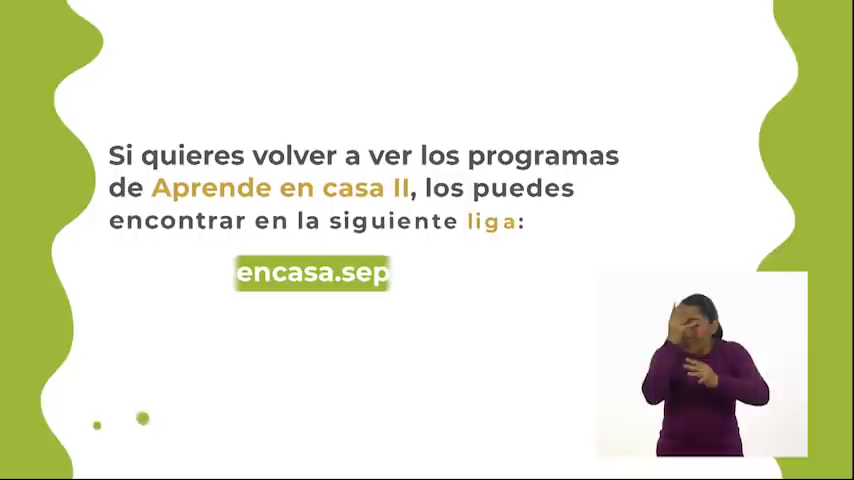 Si quieres volver a ver los programas
de Aprende en casa II, los puedes
encontrar en la siguiente liga:
encasa.sep